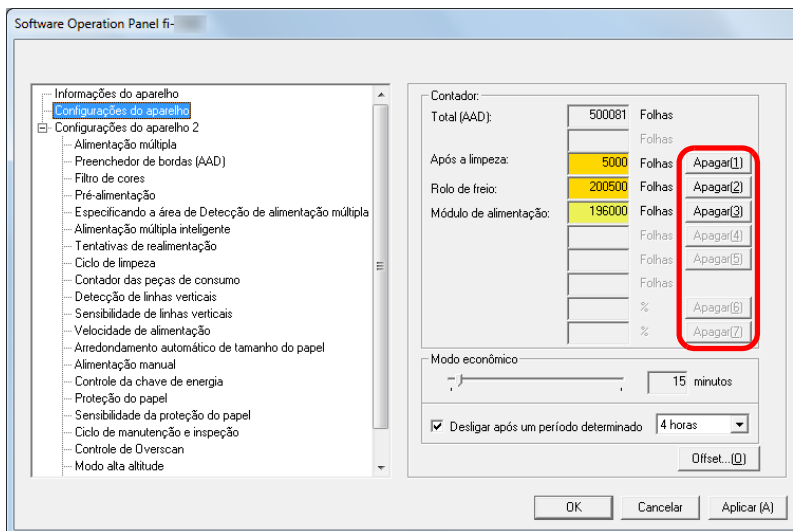 Software Operation Panel fi-
Informações do aparelho
Configurações do aparelho
Configurações do aparelho 2
Alimentação múltipla
Preenchedor de bordas (AAD)
Filtro de cores
Pré-alimentação
Especificando a área de Detecção de alimentação múltipla
Alimentação múltipla inteligente
Tentativas de realimentação
Ciclo de limpeza
Contador das peças de consumo
Detecção de linhas verticais
Sensibilidade de linhas verticais
Velocidade de alimentação
Arredondamento automático de tamanho do papel
Alimentação manual
Controle da chave de energia
Proteção do papel
Sensibilidade da proteção do papel
Ciclo de manutenção e inspeção
Controle de Overscan
Modo alta altitude
Contador:
Total (AAD): 500081 Folhas
Folhas
Após a limpeza: 5000 Folhas Apagar(1)
Rolo de freio: 200500 Folhas Apagar(2)
Módulo de alimentação: 196000 Folhas Apagar(3)
Folhas Apagar(4)
Folhas Apagar(5)
Folhas
% Apagar(6)
% Apagar(7)
Modo econômico
15 minutos
Desligar após um período determinado 4 horas
Offset...(O)
OK Cancelar Aplicar (A)